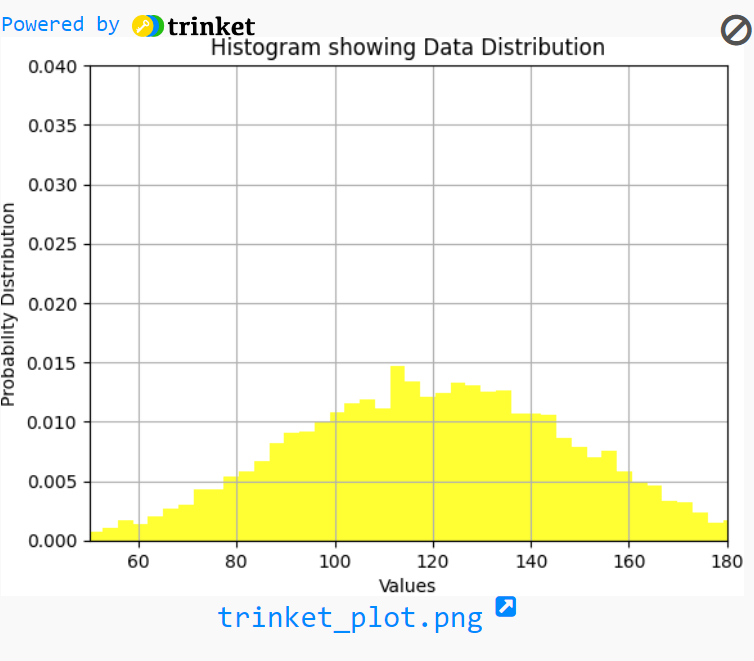 Powered by trinket
Histogram showing Data Distribution
0.040
0.035
0.030
0.025
0.020
0.015
0.010
0.005
0.000
Probability Distribution
60 80 100 120 140 160 180
Values
trinket_plot.png